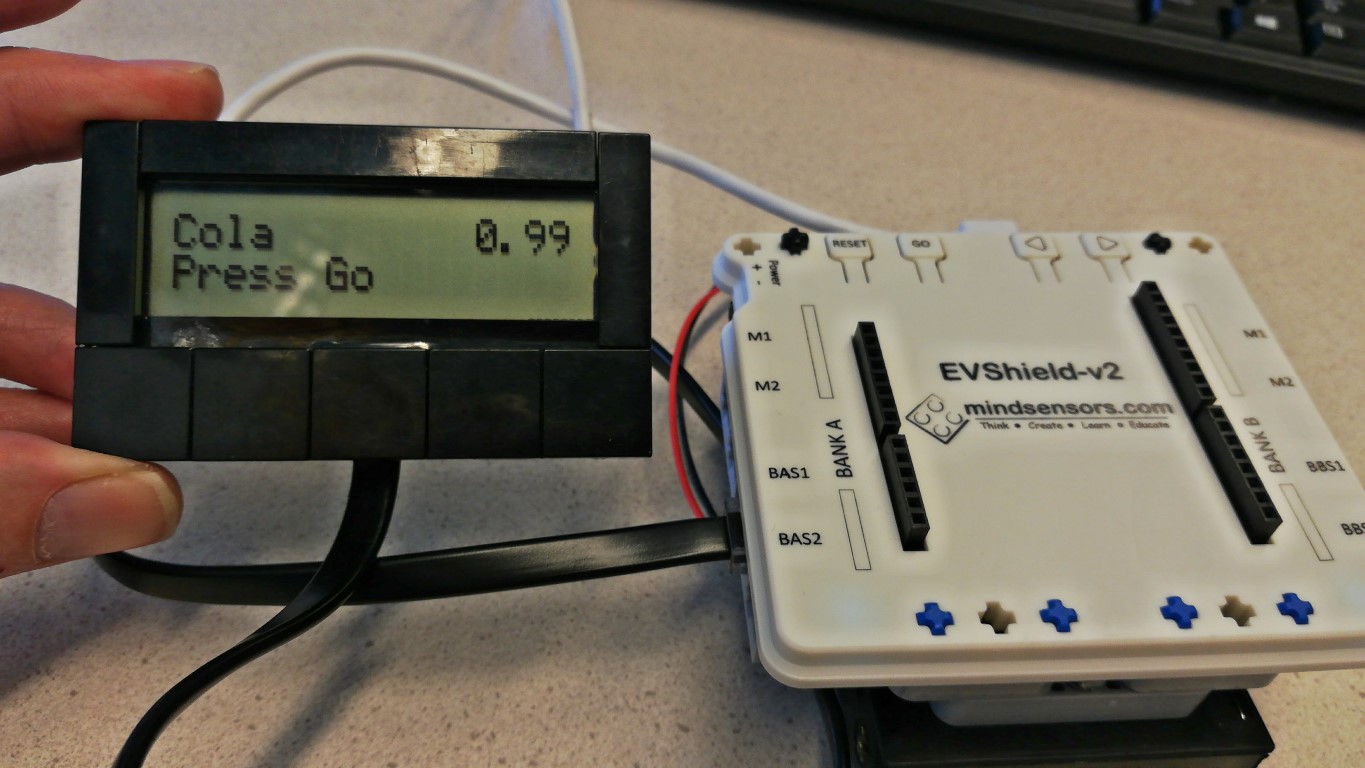 Cola 0.99
Press Go
RESET
GO
+
-
Power
M1
M2
BANK A
BAS1
BAS2
EVShield-v2
mindsensors.com
Think • Create • Learn • Educate
M1
M2
BANK B
BBS1
BBS